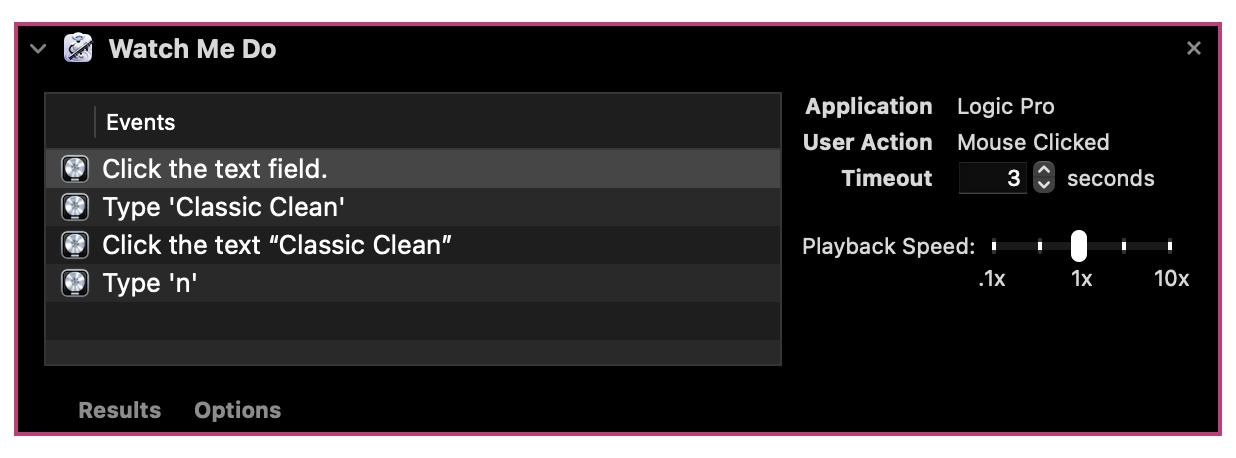 Watch Me Do
Events
Click the text field.
Type 'Classic Clean'
Click the text “Classic Clean”
Type 'n'
Application Logic Pro
User Action Mouse Clicked
Timeout 3 seconds
Playback Speed:
.1x 1x 10x
Results Options